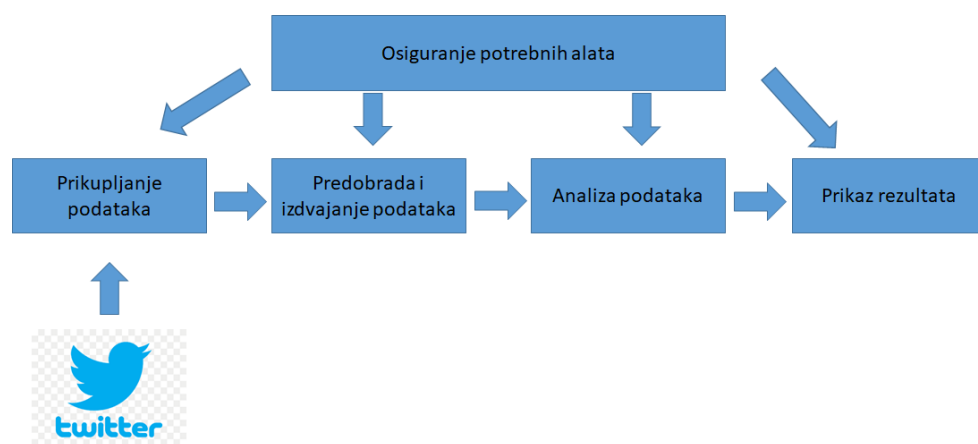 Osiguranje potrebnih alata
Prikupljanje
podataka
Predobrada i
izdvajanje podataka
Analiza podataka
Prikaz rezultata
twitter